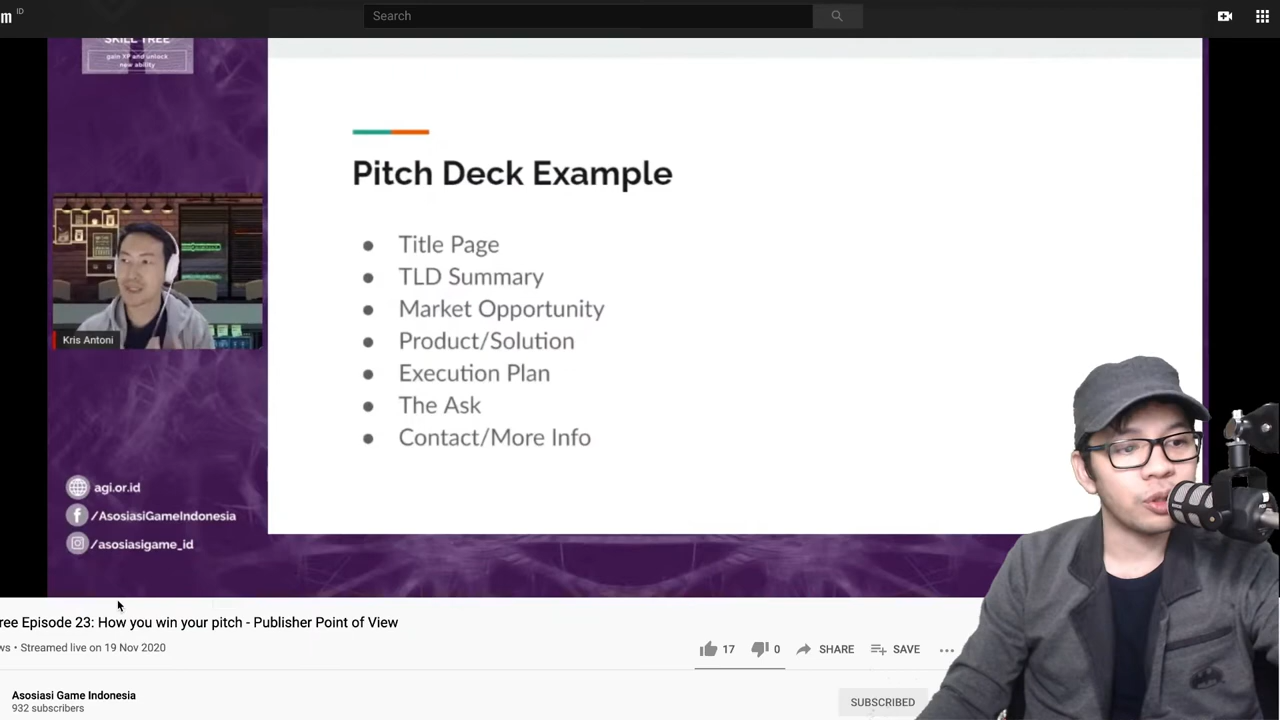 m ID
Search
SKILL TREE
gain XP and unlock
new ability
Pitch Deck Example
● Title Page
● TLD Summary
● Market Opportunity
● Product/Solution
● Execution Plan
● The Ask
● Contact/More Info
Kris Antoni
agi.or.id
/AsosiasiGameIndonesia
/asosiasigame_id
ree Episode 23: How you win your pitch - Publisher Point of View
ws • Streamed live on 19 Nov 2020
17
0
SHARE
SAVE
Asosiasi Game Indonesia
932 subscribers
SUBSCRIBED